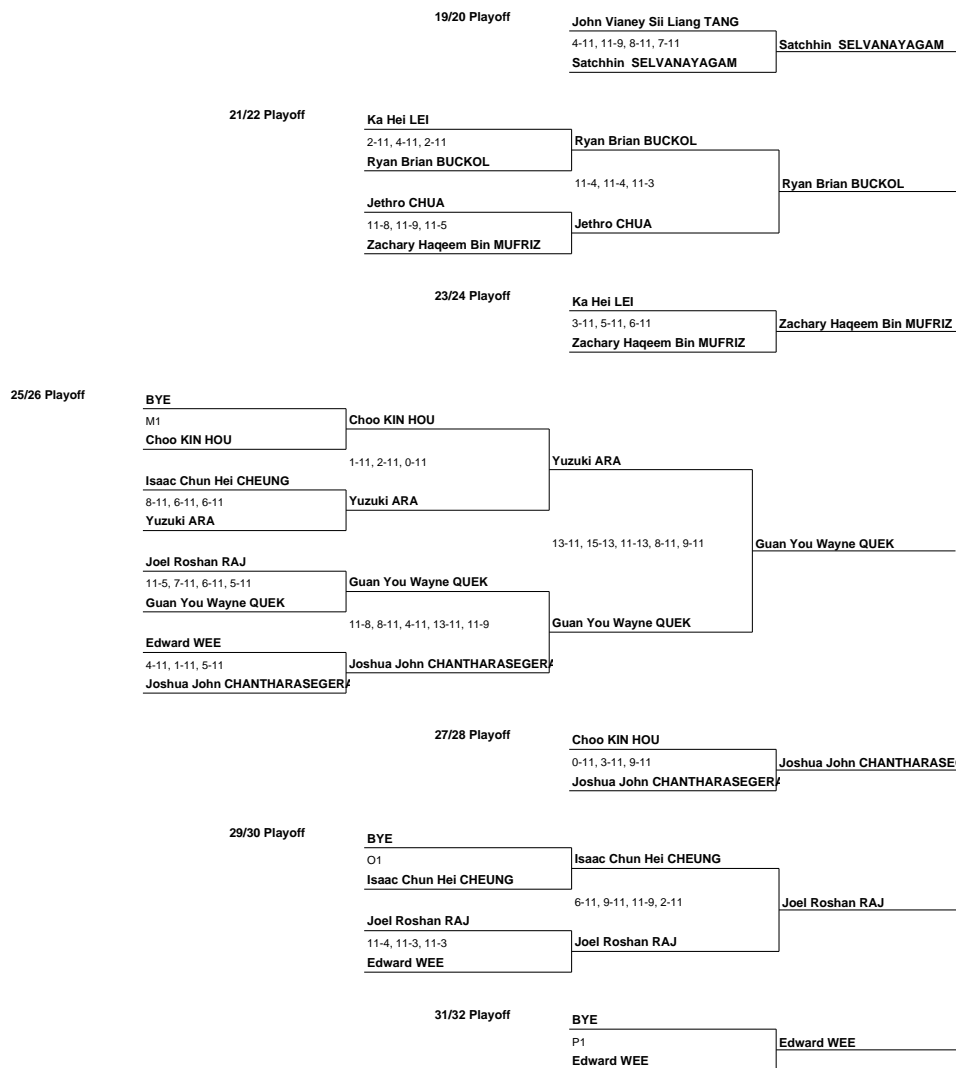 19/20 Playoff
John Vianey Sii Liang TANG
4-11, 11-9, 8-11, 7-11
Satchhin SELVANAYAGAM
Satchhin SELVANAYAGAM
21/22 Playoff
Ka Hei LEI
2-11, 4-11, 2-11
Ryan Brian BUCKOL
Ryan Brian BUCKOL
11-4, 11-4, 11-3
Ryan Brian BUCKOL
Jethro CHUA
11-8, 11-9, 11-5
Jethro CHUA
Zachary Haqeem Bin MUFRIZ
23/24 Playoff
Ka Hei LEI
3-11, 5-11, 6-11
Zachary Haqeem Bin MUFRIZ
Zachary Haqeem Bin MUFRIZ
25/26 Playoff
BYE
M1
Choo KIN HOU
Choo KIN HOU
1-11, 2-11, 0-11
Yuzuki ARA
Isaac Chun Hei CHEUNG
8-11, 6-11, 6-11
Yuzuki ARA
Yuzuki ARA
13-11, 15-13, 11-13, 8-11, 9-11
Guan You Wayne QUEK
Joel Roshan RAJ
11-5, 7-11, 6-11, 5-11
Guan You Wayne QUEK
Guan You Wayne QUEK
11-8, 8-11, 4-11, 13-11, 11-9
Guan You Wayne QUEK
Edward WEE
4-11, 1-11, 5-11
Joshua John CHANTHARASEGERA
Joshua John CHANTHARASEGERA
27/28 Playoff
Choo KIN HOU
0-11, 3-11, 9-11
Joshua John CHANTHARASEG
Joshua John CHANTHARASEGERA
29/30 Playoff
BYE
O1
Isaac Chun Hei CHEUNG
Isaac Chun Hei CHEUNG
6-11, 9-11, 11-9, 2-11
Joel Roshan RAJ
Joel Roshan RAJ
11-4, 11-3, 11-3
Joel Roshan RAJ
Edward WEE
31/32 Playoff
BYE
P1
Edward WEE
Edward WEE